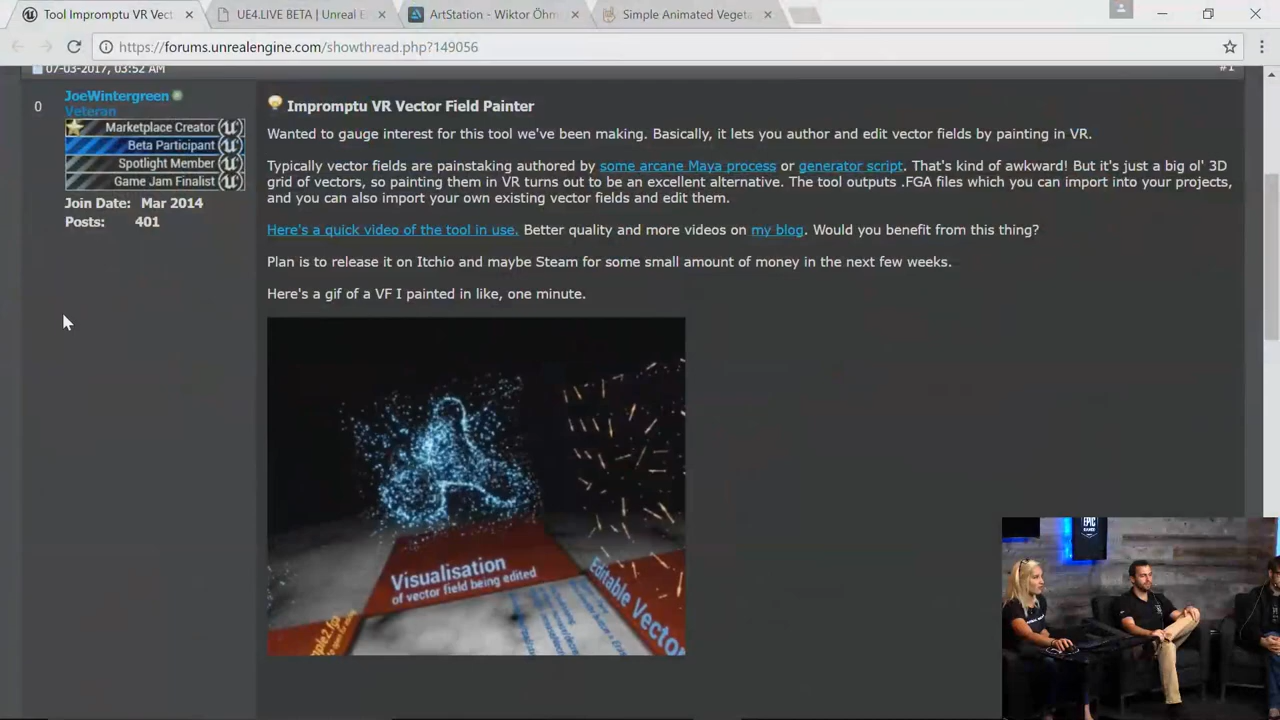 Tool Impromptu VR Vect
UE4.LIVE BETA | Unreal E
ArtStation - Wiktor Öhm
Simple Animated Vegeta
https://forums.unrealengine.com/showthread.php?149056
07-03-2017, 03:52 AM
#1
0
JoeWintergreen
Veteran
Marketplace Creator
Beta Participant
Spotlight Member
Game Jam Finalist
Join Date: Mar 2014
Posts: 401
Impromptu VR Vector Field Painter
Wanted to gauge interest for this tool we've been making. Basically, it lets you author and edit vector fields by painting in VR.
Typically vector fields are painstaking authored by some arcane Maya process or generator script. That's kind of awkward! But it's just a big ol' 3D
grid of vectors, so painting them in VR turns out to be an excellent alternative. The tool outputs .FGA files which you can import into your projects,
and you can also import your own existing vector fields and edit them.
Here's a quick video of the tool in use. Better quality and more videos on my blog. Would you benefit from this thing?
Plan is to release it on Itchio and maybe Steam for some small amount of money in the next few weeks.
Here's a gif of a VF I painted in like, one minute.
Visualisation
of vector field being edited
Editable Vector
EPIC
GAMES